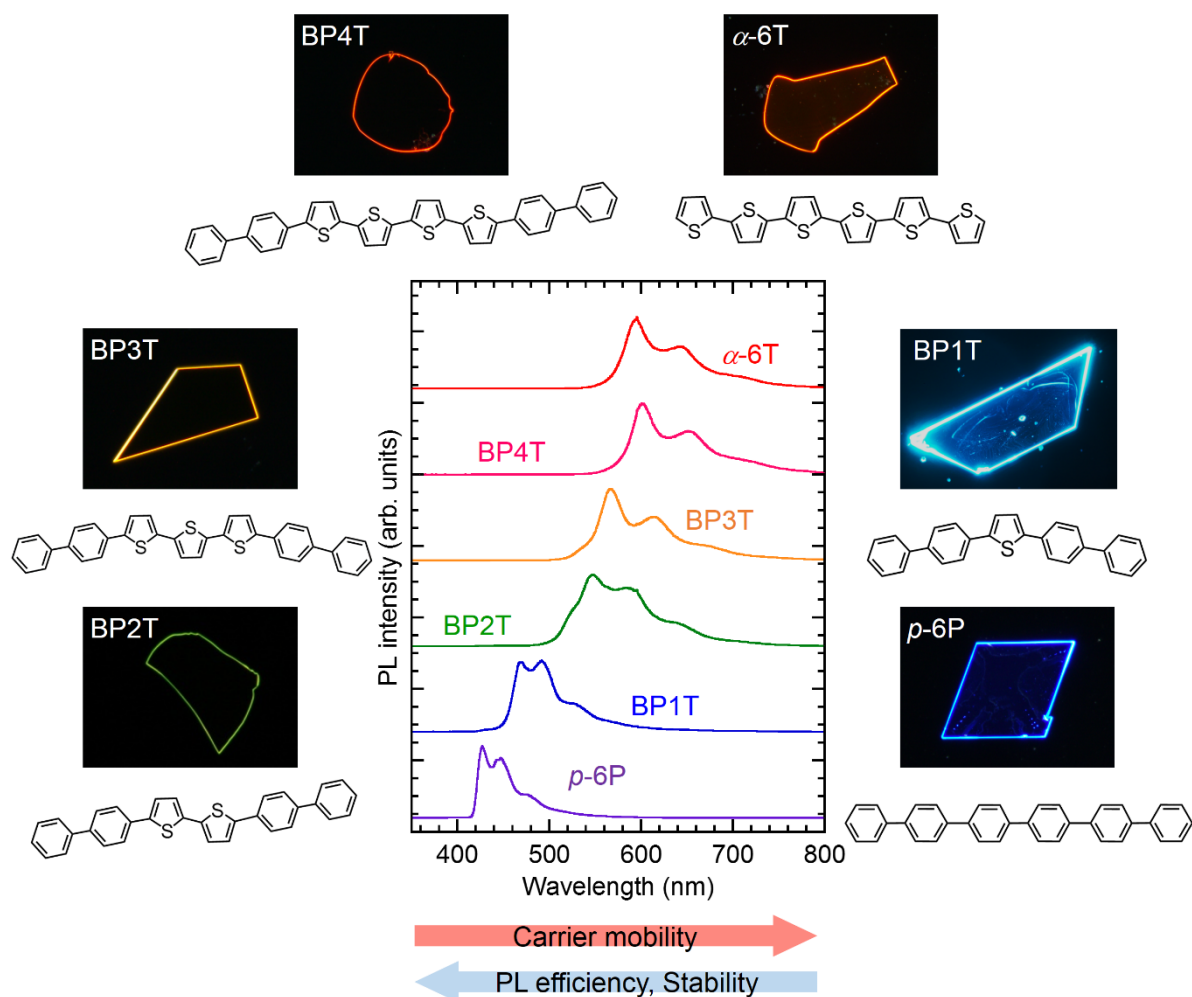 BP4T
α-6T
S
S
S
S
S
S
S
S
S
S
BP3T
BP1T
S
S
S
S
BP2T
p-6P
S
S
PL intensity (arb. units)
α-6T
BP4T
BP3T
BP2T
BP1T
p-6P
400
500
600
700
800
Wavelength (nm)
Carrier mobility
PL efficiency, Stability